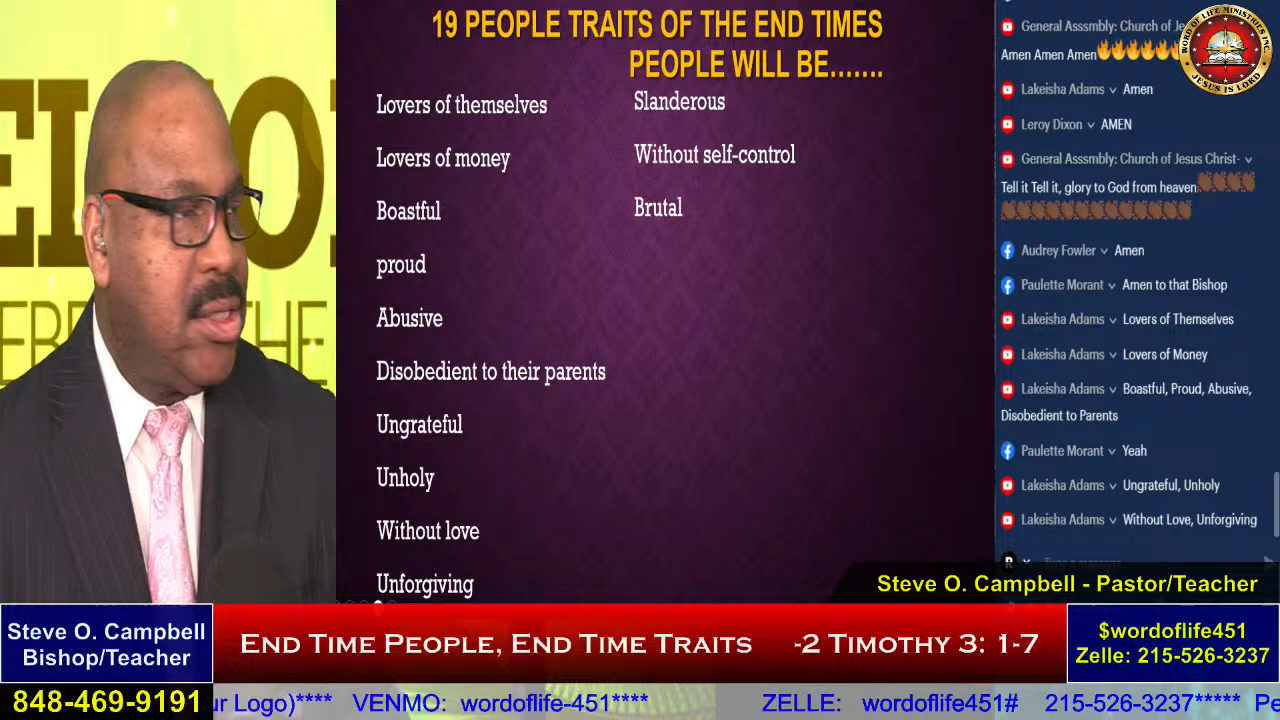 19 PEOPLE TRAITS OF THE END TIMES
PEOPLE WILL BE.......
Lovers of themselves
Lovers of money
Boastful
proud
Abusive
Disobedient to their parents
Ungrateful
Unholy
Without love
Unforgiving
Slanderous
Without self-control
Brutal
General Asssmbly: Church of Je
Amen Amen Amen🔥🔥🔥🔥🔥
Lakeisha Adams Amen
Leroy Dixon AMEN
General Asssmbly: Church of Jesus Christ-
Tell it Tell it, glory to God from heaven
Audrey Fowler Amen
Paulette Morant Amen to that Bishop
Lakeisha Adams Lovers of Themselves
Lakeisha Adams Lovers of Money
Lakeisha Adams Boastful, Proud, Abusive,
Disobedient to Parents
Paulette Morant Yeah
Lakeisha Adams Ungrateful, Unholy
Lakeisha Adams Without Love, Unforgiving
WORD OF LIFE MINISTRIES INC
JESUS IS LORD
Steve O. Campbell - Pastor/Teacher
Steve O. Campbell
Bishop/Teacher
848-469-9191
End Time People, End Time Traits -2 Timothy 3: 1-7
$wordoflife451
Zelle: 215-526-3237
ur Logo)**** VENMO: wordoflife-451**** ZELLE: wordoflife451# 215-526-3237***** Pe